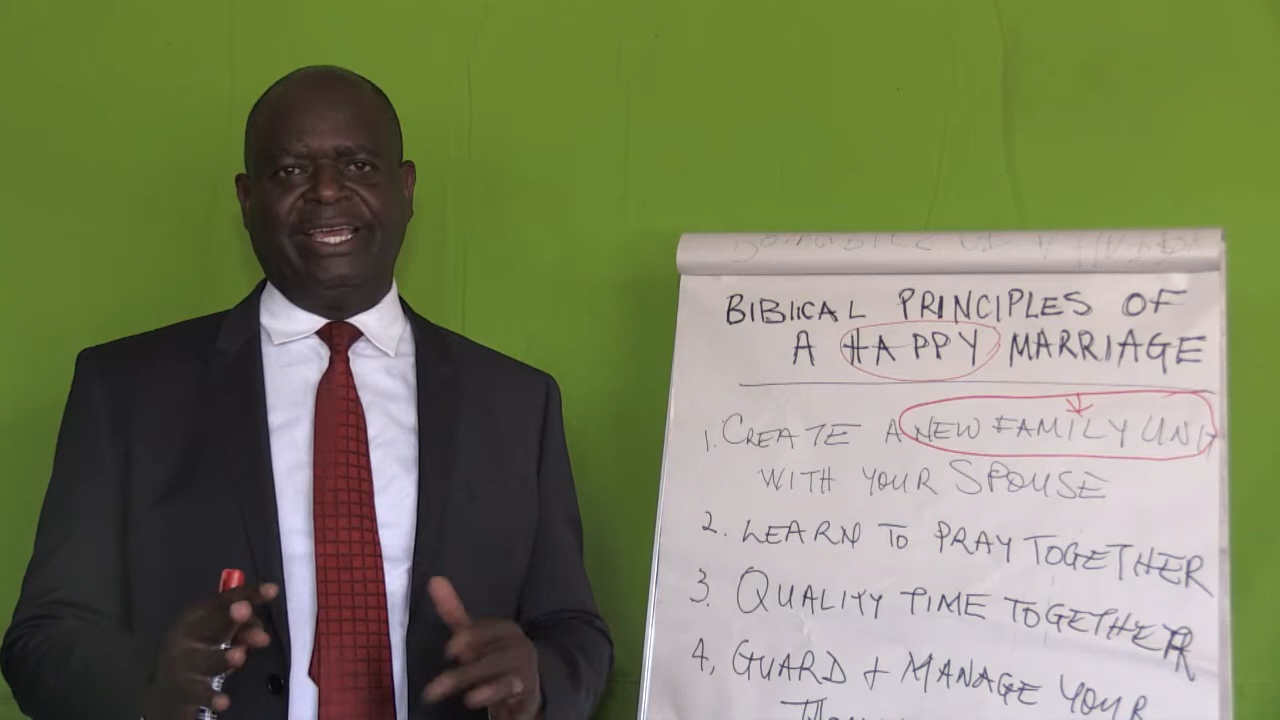 BIBLICAL PRINCIPLES OF
A HAPPY MARRIAGE
1. CREATE A NEW FAMILY UNIT
WITH YOUR SPOUSE
2. LEARN TO PRAY TOGETHER
3. QUALITY TIME TOGETHER
4, GUARD + MANAGE YOUR